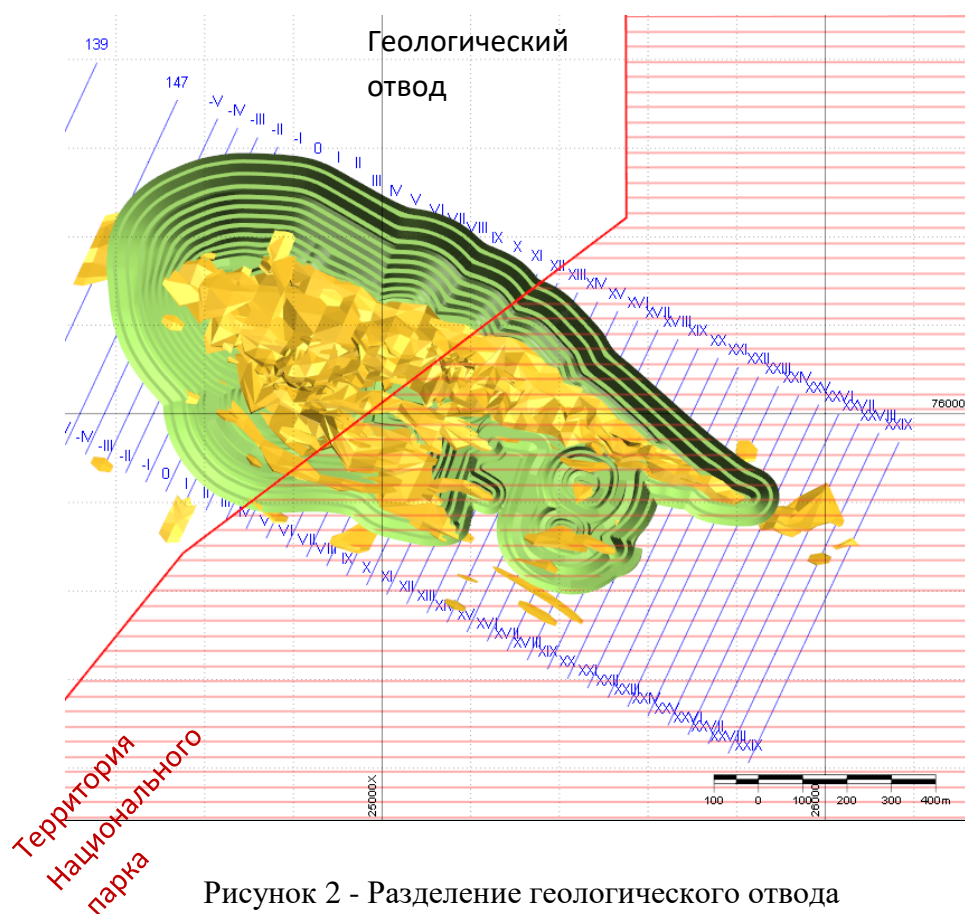 Геологический
отвод
139
147
-V
-IV
-III
-II
-I
0
I
II
III
IV
V
VI
VII
VIII
IX
X
XI
XII
XIII
XIV
XV
XVI
XVII
XVIII
XIX
XX
XXI
XXII
XXIII
XXIV
XXV
XXVI
XXVII
XXVIII
XXIX
76000
-IV
-III
-II
-I
0
I
II
III
IV
V
VI
VII
VIII
IX
X
XI
XII
XIII
XIV
XV
XVI
XVII
XVIII
XIX
XX
XXI
XXII
XXIII
XXIV
XXV
XXVI
XXVII
XXVIII
XXIX
25000X
26000
100 0 100 200 300 400m
Территория
Национального
парка
Рисунок 2 - Разделение геологического отвода